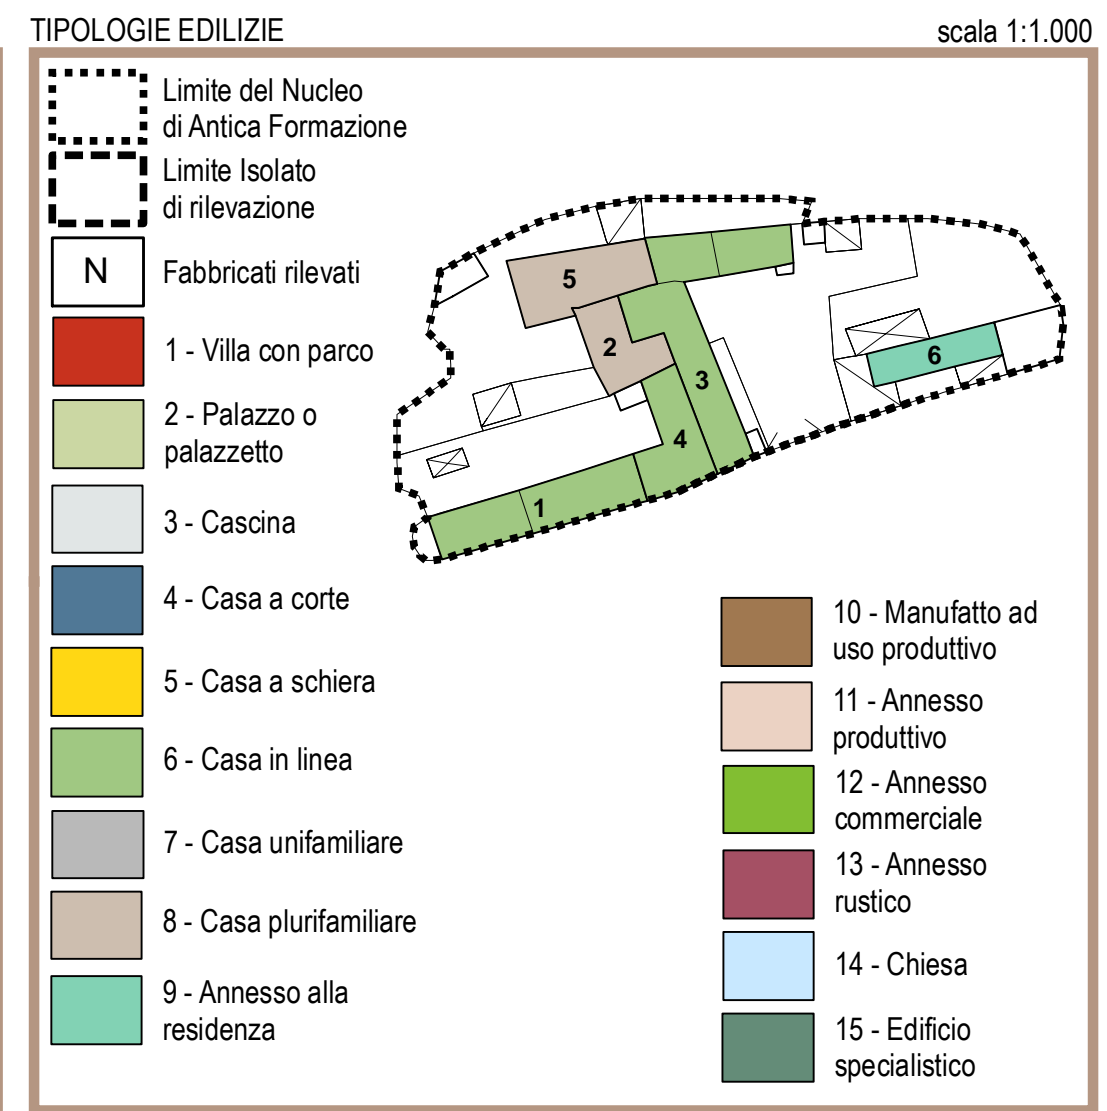 TIPOLOGIE EDILIZIE
scala 1:1.000
Limite del Nucleo
di Antica Formazione
Limite Isolato
di rilevazione
N
Fabbricati rilevati
1 - Villa con parco
2 - Palazzo o
palazzetto
3 - Cascina
4 - Casa a corte
5 - Casa a schiera
6 - Casa in linea
7 - Casa unifamiliare
8 - Casa plurifamiliare
9 - Annesso alla
residenza
5
2
3
6
4
1
10 - Manufatto ad
uso produttivo
11 - Annesso
produttivo
12 - Annesso
commerciale
13 - Annesso
rustico
14 - Chiesa
15 - Edificio
specialistico